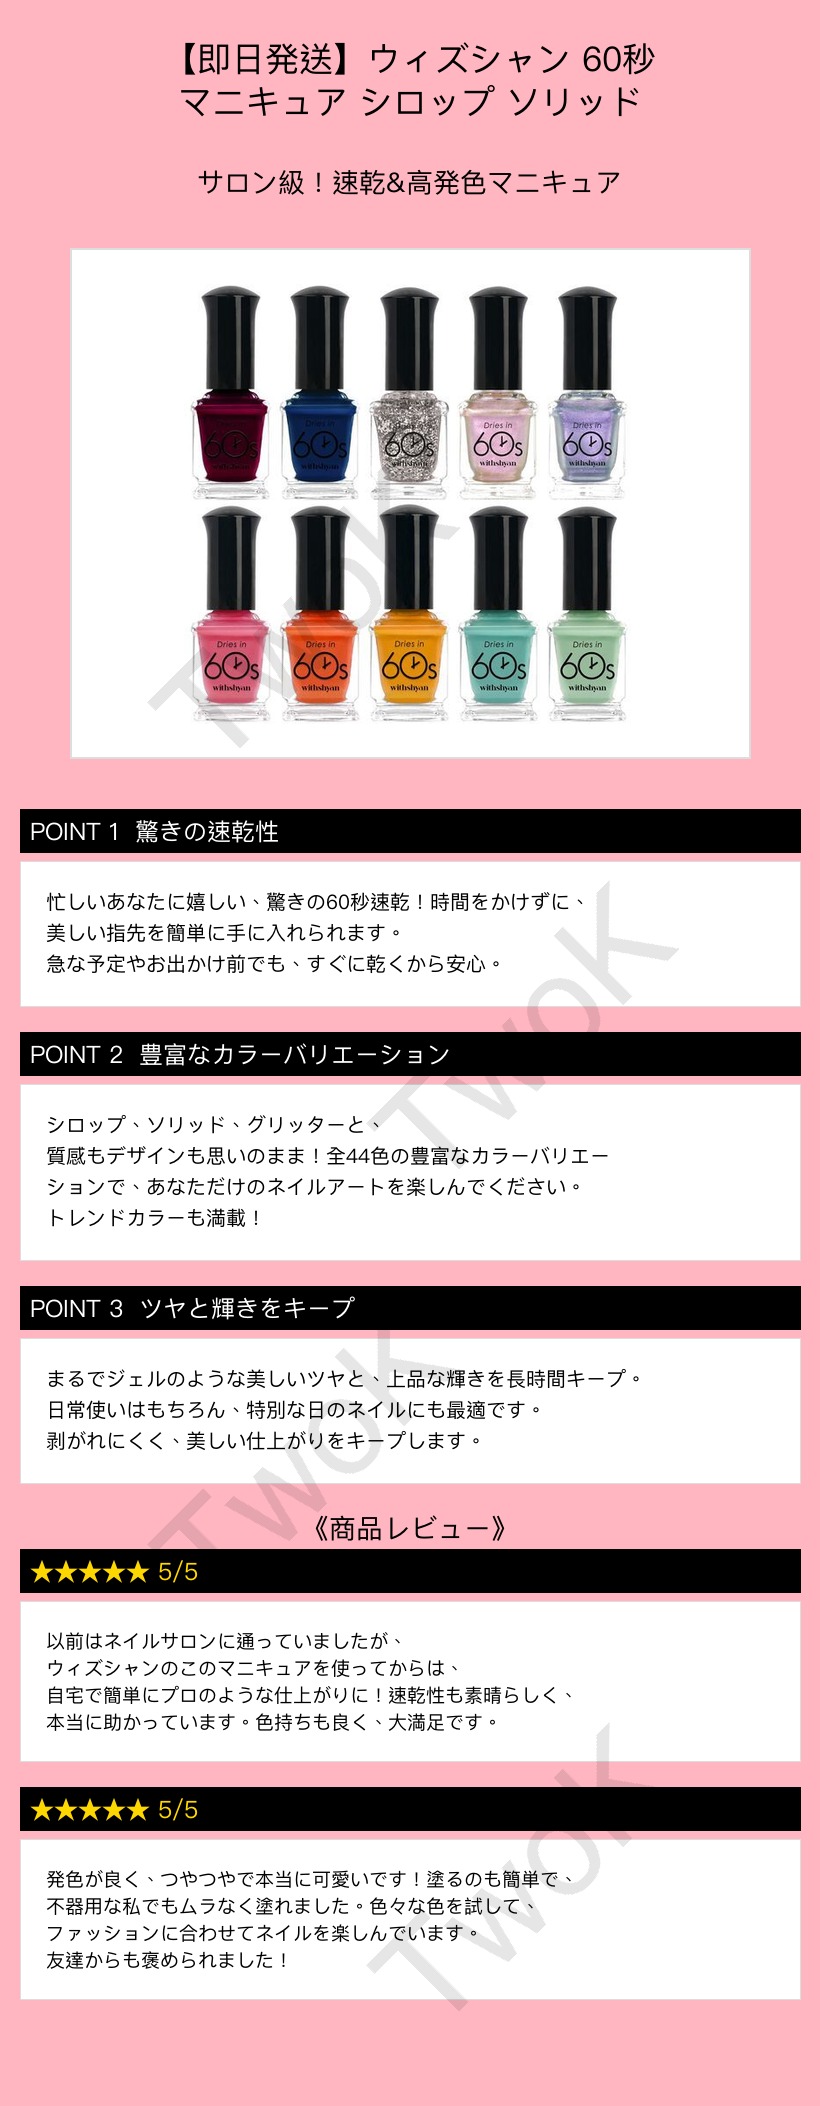 【即日発送】ウィズシャン 60秒
マニキュア シロップ ソリッド
サロン級！速乾&高発色マニキュア
Dries in Dries in Dries in Dries in Dries in
60s 60s 60s 60s 60s
withshyan withshyan withshyan withshyan withshyan
Dries in Dries in Dries in Dries in Dries in
60s 60s 60s 60s 60s
withshyan withshyan withshyan withshyan withshyan
TwoK
POINT 1 驚きの速乾性
忙しいあなたに嬉しい、驚きの60秒速乾！時間をかけずに、
美しい指先を簡単に手に入れられます。
急な予定やお出かけ前でも、すぐに乾くから安心。
TwoK
POINT 2 豊富なカラーバリエーション
シロップ、ソリッド、グリッターと、
質感もデザインも思いのまま！全44色の豊富なカラーバリエー
ションで、あなただけのネイルアートを楽しんでください。
トレンドカラーも満載！
POINT 3 ツヤと輝きをキープ
まるでジェルのような美しいツヤと、上品な輝きを長時間キープ。
日常使いはもちろん、特別な日のネイルにも最適です。
剥がれにくく、美しい仕上がりをキープします。
TwoK
《商品レビュー》
★★★★★ 5/5
以前はネイルサロンに通っていましたが、
ウィズシャンのこのマニキュアを使ってからは、
自宅で簡単にプロのような仕上がりに！速乾性も素晴らしく、
本当に助かっています。色持ちも良く、大満足です。
★★★★★ 5/5
発色が良く、つやつやで本当に可愛いです！塗るのも簡単で、
不器用な私でもムラなく塗れました。色々な色を試して、
ファッションに合わせてネイルを楽しんでいます。
友達からも褒められました！
TwoK